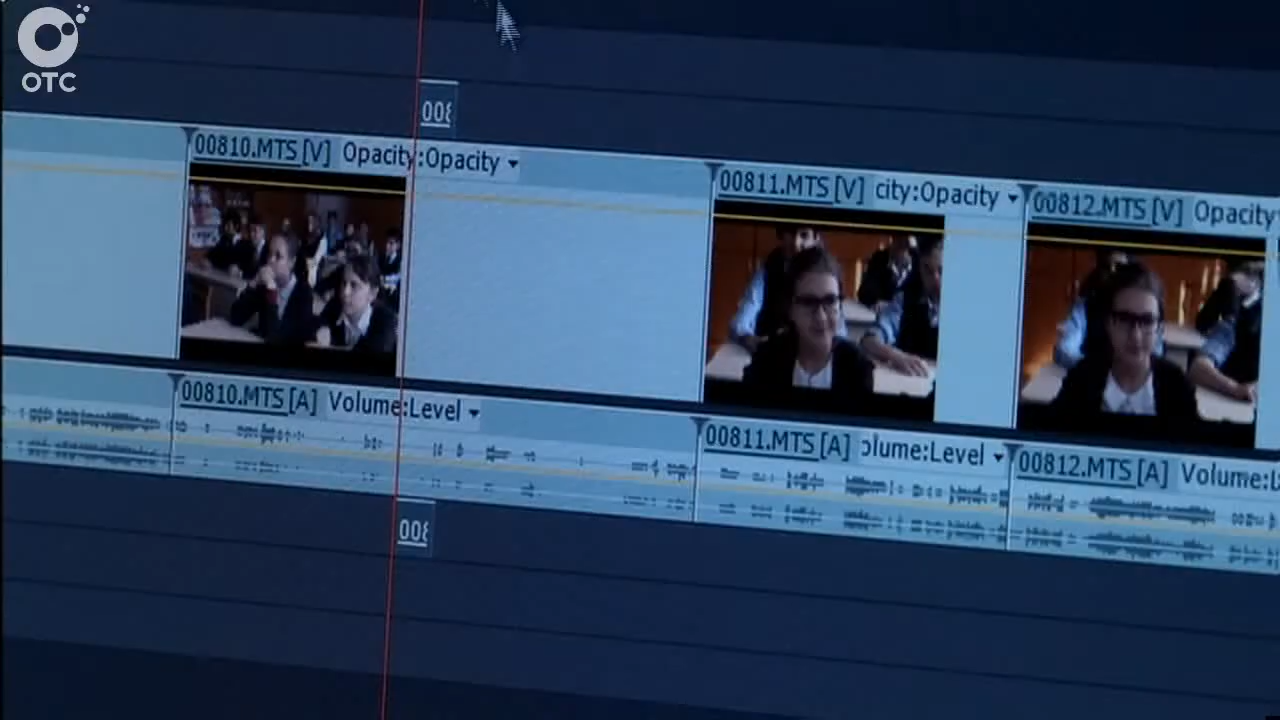 ОТС
008
00810.MTS [V] Opacity:Opacity
00811.MTS [V] city:Opacity
00812.MTS [V] Opacity
00810.MTS [A] Volume:Level
00811.MTS [A] olume:Level
00812.MTS [A] Volume:L
008